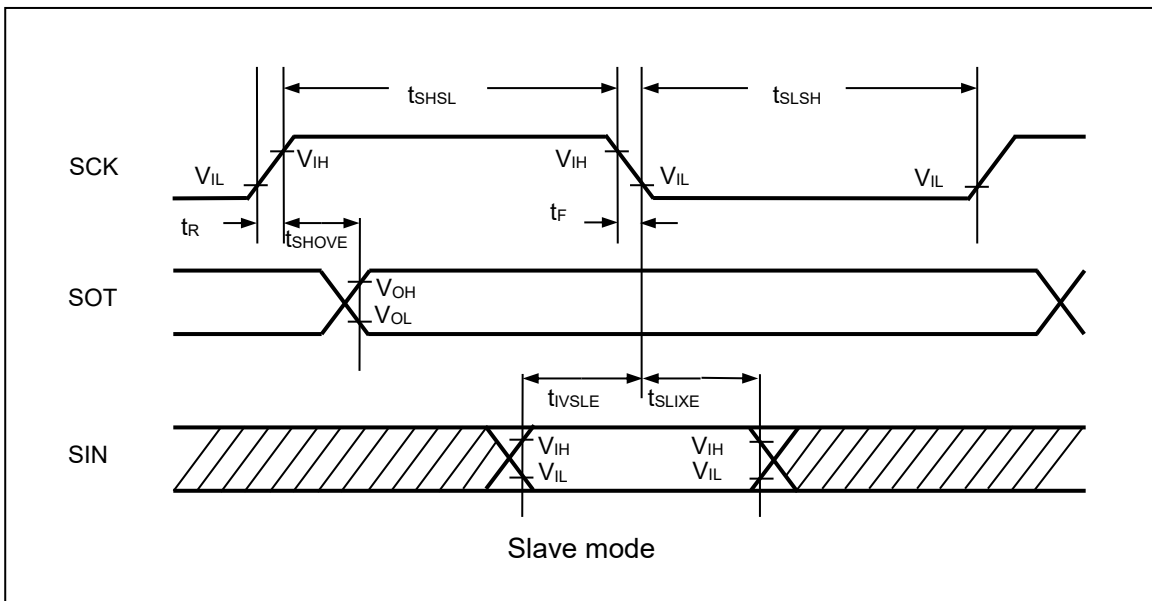 tSHSL tSLSH
SCK VIL VIH VIH VIL VIL
tR tSHOVE tF
SOT VOH
VOL
tIVSLE tSLIXE
SIN VIH VIH
VIL VIL
Slave mode